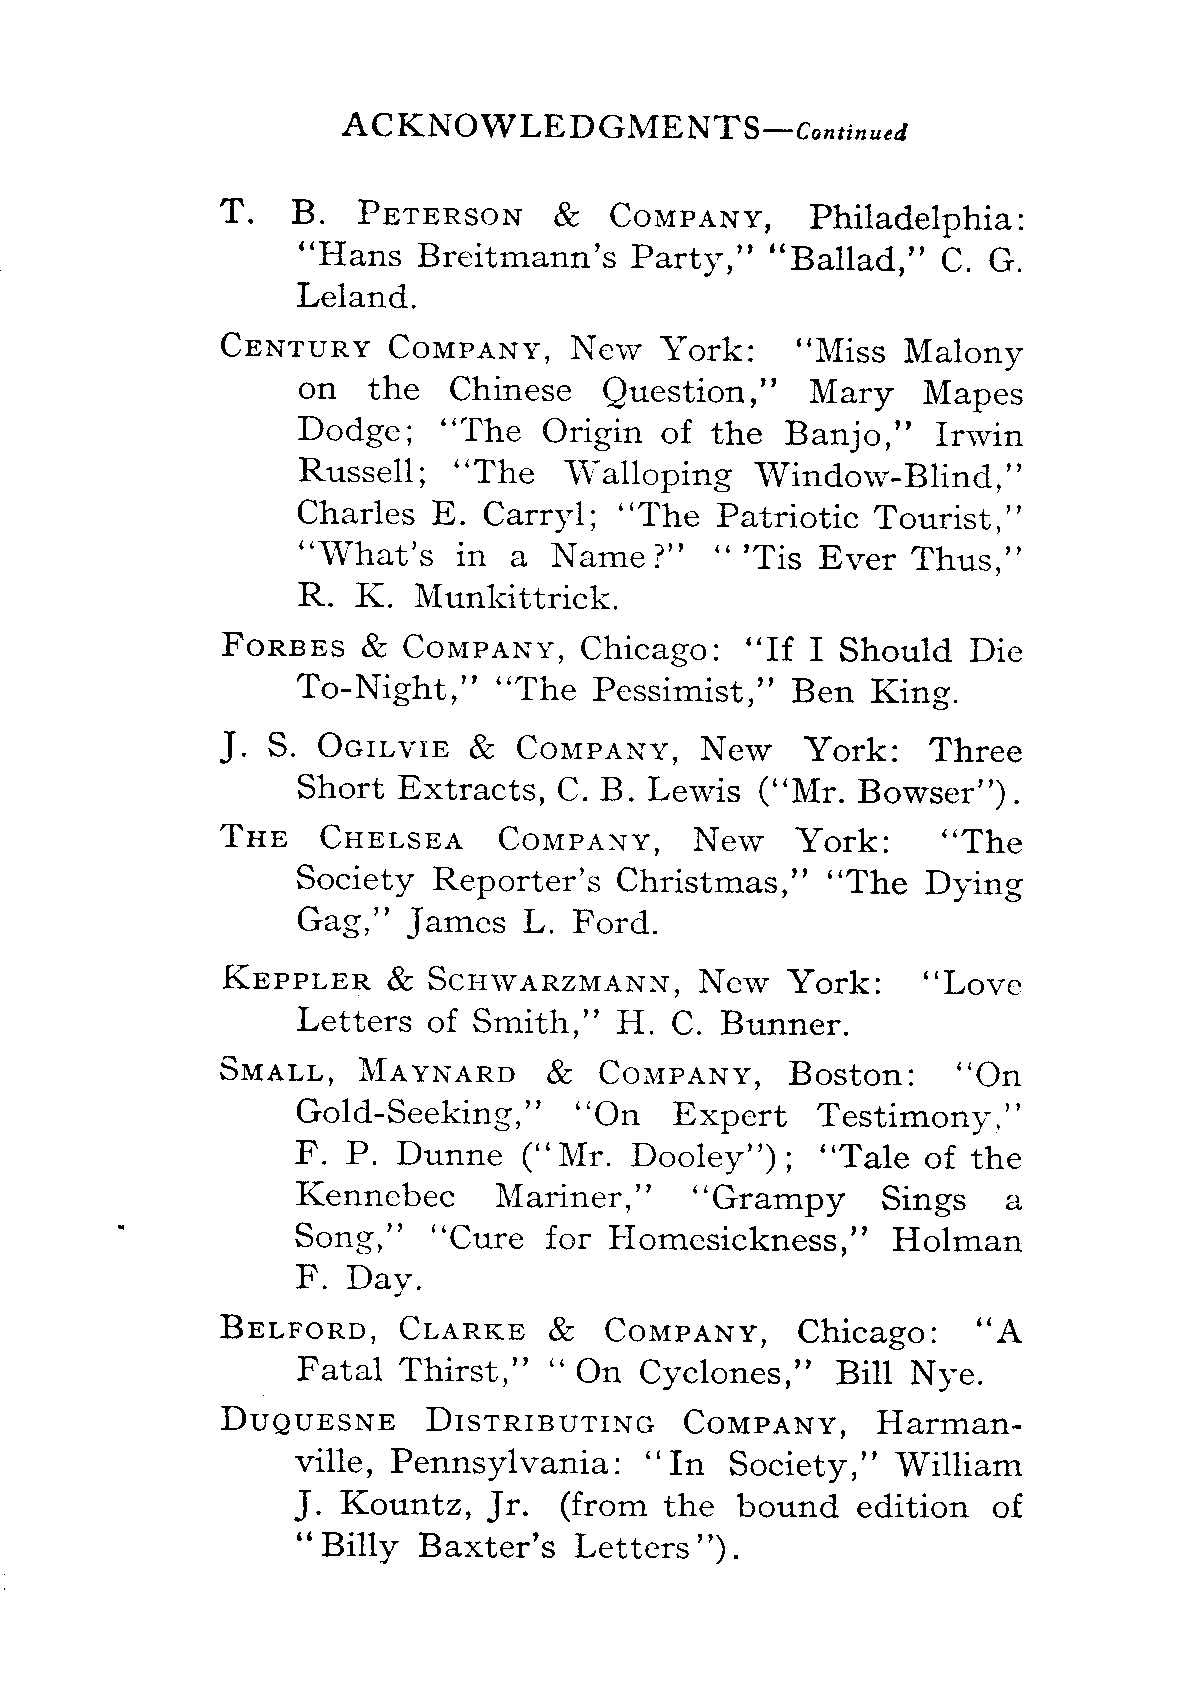 ACKNOWLEDGMENTS—Continued
T. B. PETERSON & COMPANY, Philadelphia:
“Hans Breitmann's Party,” “Ballad,” C. G.
Leland.
CENTURY COMPANY, New York: “Miss Malony
on the Chinese Question,” Mary Mapes
Dodge; “The Origin of the Banjo,” Irwin
Russell; “The Walloping Window-Blind,”
Charles E. Carryl; “The Patriotic Tourist,”
“What's in a Name?” “ 'Tis Ever Thus,”
R. K. Munkittrick.
FORBES & COMPANY, Chicago: “If I Should Die
To-Night,” “The Pessimist,” Ben King.
J. S. OGILVIE & COMPANY, New York: Three
Short Extracts, C. B. Lewis (“Mr. Bowser”).
THE CHELSEA COMPANY, New York: “The
Society Reporter's Christmas,” “The Dying
Gag,” James L. Ford.
KEPPLER & SCHWARZMANN, New York: “Love
Letters of Smith,” H. C. Bunner.
SMALL, MAYNARD & COMPANY, Boston: “On
Gold-Seeking,” “On Expert Testimony,”
F. P. Dunne (“Mr. Dooley”); “Tale of the
Kennebec Mariner,” “Grampy Sings a
Song,” “Cure for Homesickness,” Holman
F. Day.
BELFORD, CLARKE & COMPANY, Chicago: “A
Fatal Thirst,” “On Cyclones,” Bill Nye.
DUQUESNE DISTRIBUTING COMPANY, Harman-
ville, Pennsylvania: “In Society,” William
J. Kountz, Jr. (from the bound edition of
“Billy Baxter's Letters”).